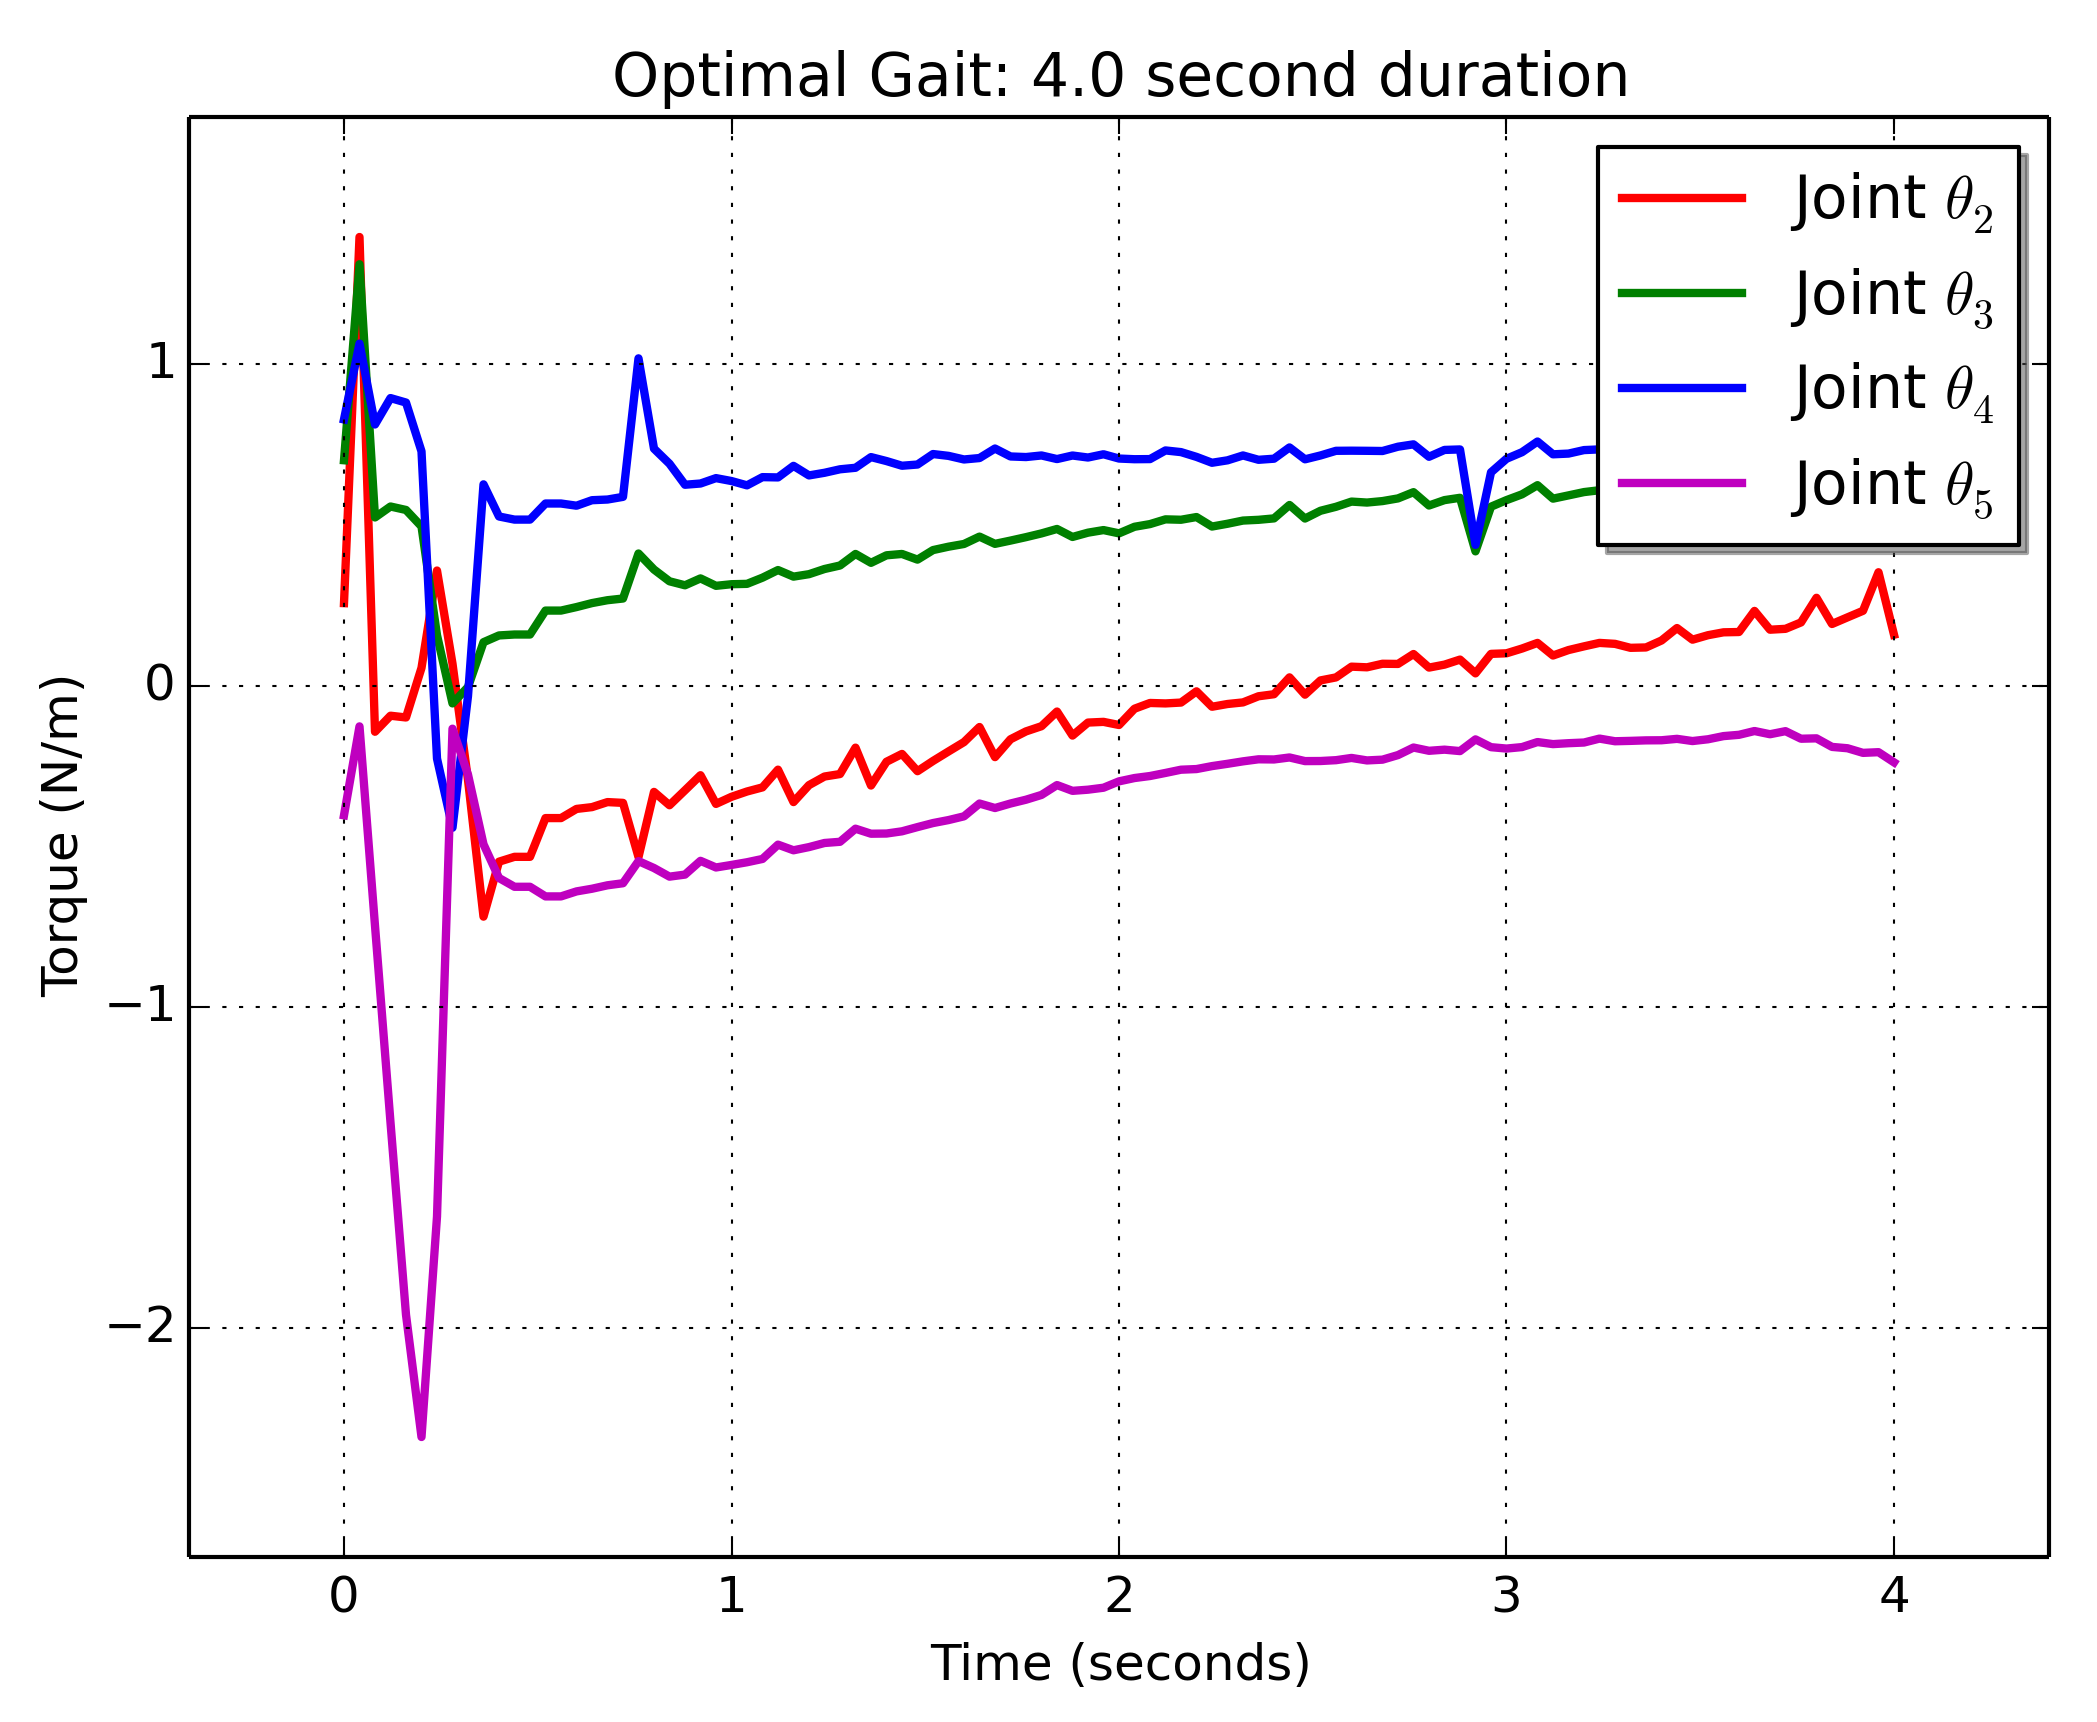 Optimal Gait: 4.0 second duration
Joint θ₂
Joint θ₃
Joint θ₄
Joint θ₅
Torque (N/m)
1
0
−1
−2
0 1 2 3 4
Time (seconds)